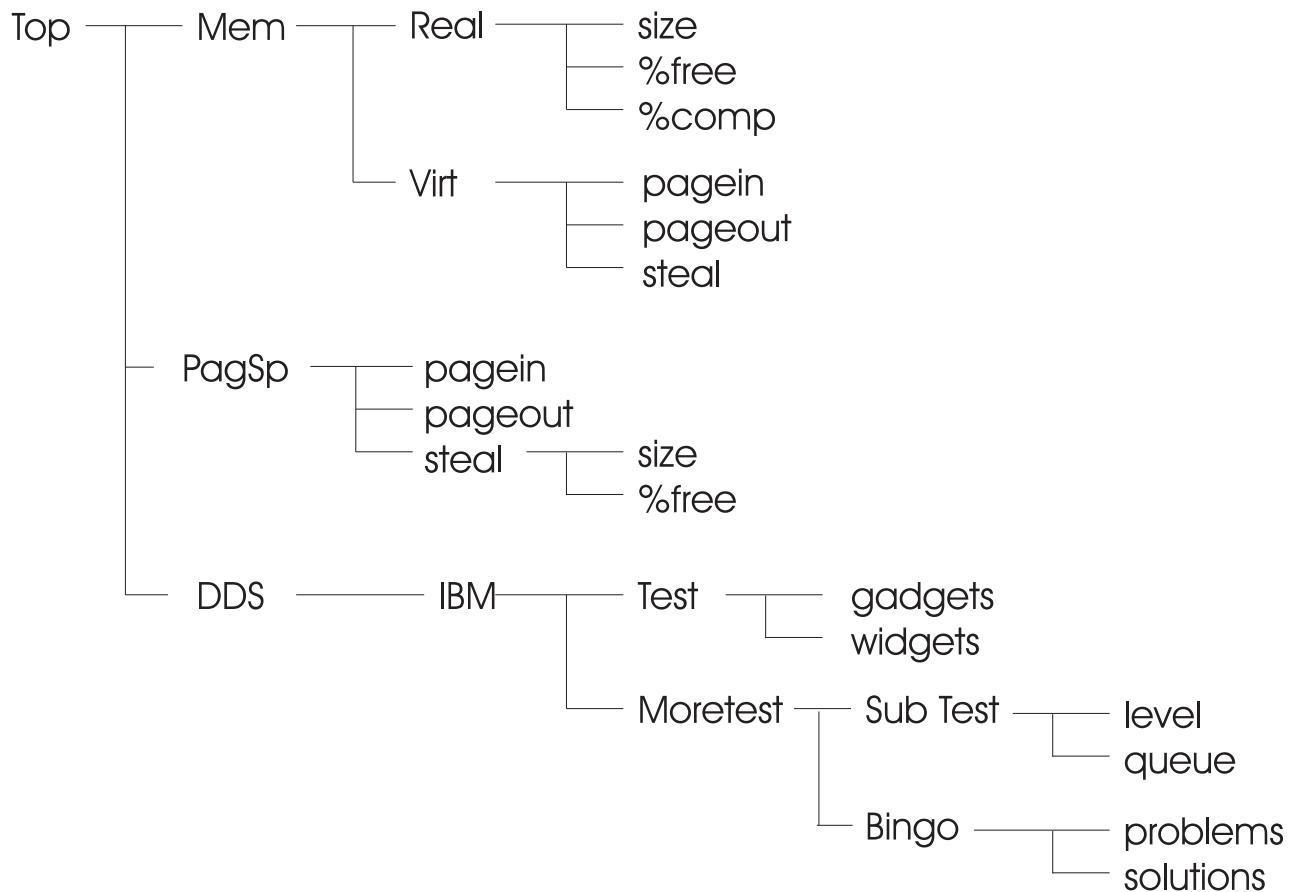 Top Mem Real size
%free
%comp
Virt pagein
pageout
steal
PagSp pagein
pageout
steal size
%free
DDS IBM Test gadgets
widgets
Moretest Sub Test level
queue
Bingo problems
solutions